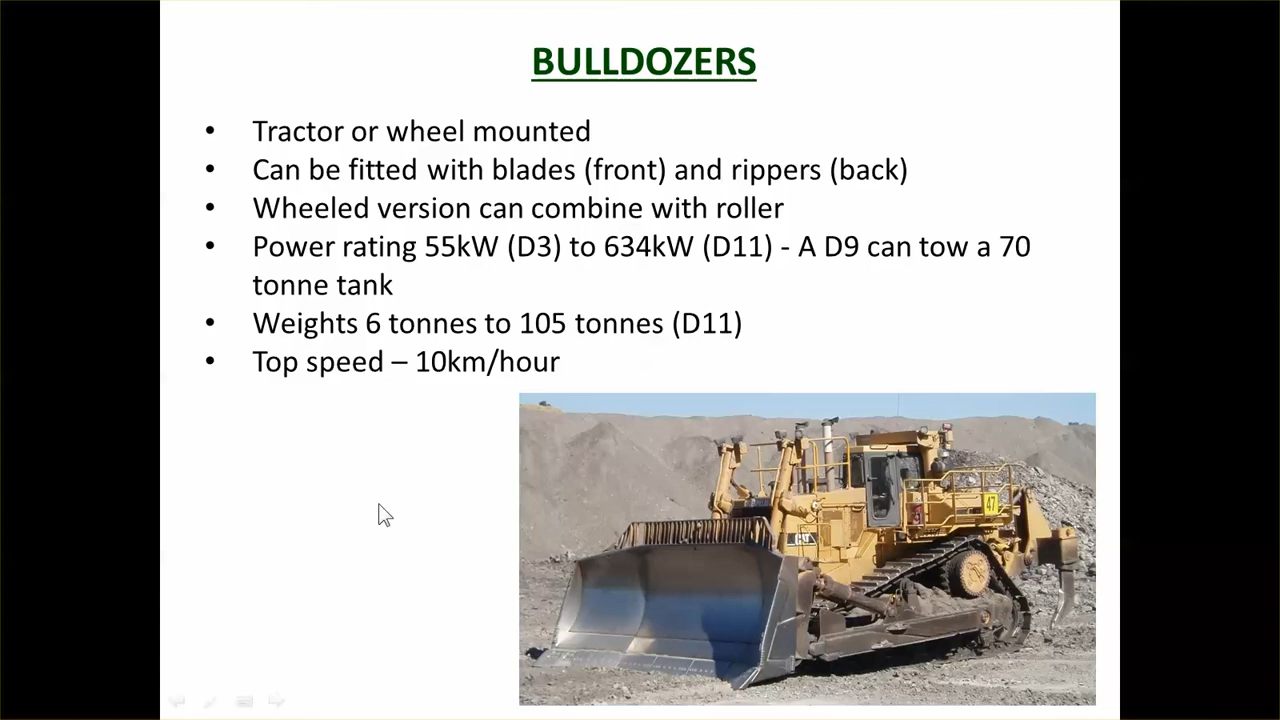 BULLDOZERS
• Tractor or wheel mounted
• Can be fitted with blades (front) and rippers (back)
• Wheeled version can combine with roller
• Power rating 55kW (D3) to 634kW (D11) - A D9 can tow a 70
tonne tank
• Weights 6 tonnes to 105 tonnes (D11)
• Top speed – 10km/hour
47
CAT